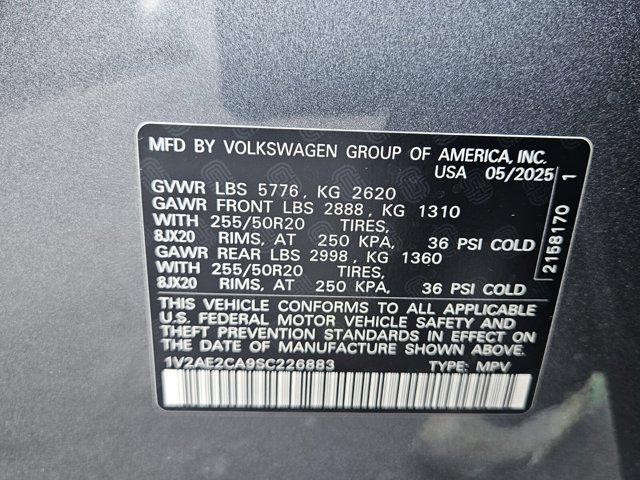 MFD BY VOLKSWAGEN GROUP OF AMERICA, INC.
USA 05/2025
GVWR LBS 5776, KG 2620
GAWR FRONT LBS 2888, KG 1310
WITH 255/50R20 TIRES,
8JX20 RIMS, AT 250 KPA, 36 PSI COLD
GAWR REAR LBS 2998, KG 1360
WITH 255/50R20 TIRES,
8JX20 RIMS, AT 250 KPA, 36 PSI COLD
THIS VEHICLE CONFORMS TO ALL APPLICABLE
U.S. FEDERAL MOTOR VEHICLE SAFETY AND
THEFT PREVENTION STANDARDS IN EFFECT ON
THE DATE OF MANUFACTURE SHOWN ABOVE.
1V2AE2CA9SC226883 TYPE: MPV
2158170 1